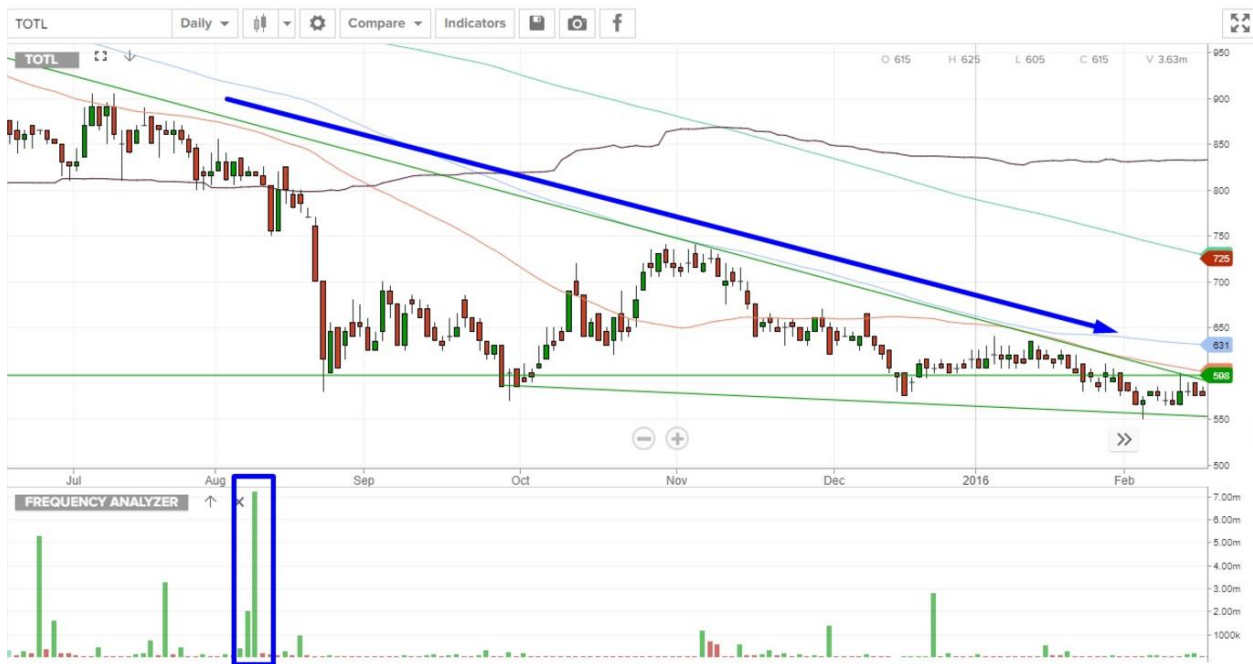 TOTL Daily Compare Indicators
TOTL O 615 H 625 L 605 C 615 V 3.63m
950
900
850
800
750
725
700
650
631
598
550
500
Jul Aug Sep Oct Nov Dec 2016 Feb
FREQUENCY ANALYZER
7.00m
6.00m
5.00m
4.00m
3.00m
2.00m
1000k